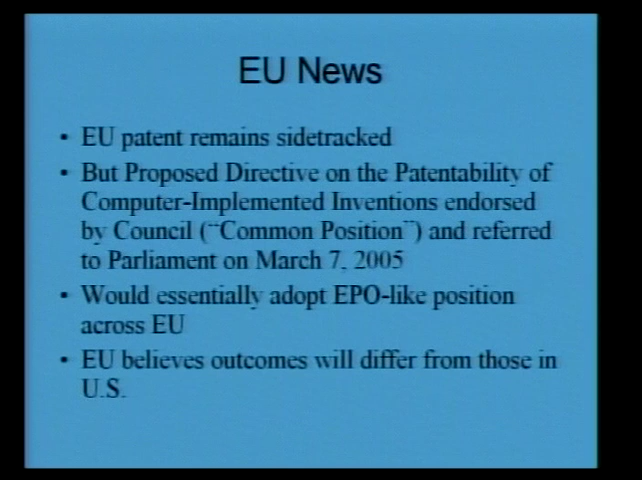 EU News
• EU patent remains sidetracked
• But Proposed Directive on the Patentability of
Computer-Implemented Inventions endorsed
by Council (“Common Position”) and referred
to Parliament on March 7, 2005
• Would essentially adopt EPO-like position
across EU
• EU believes outcomes will differ from those in
U.S.